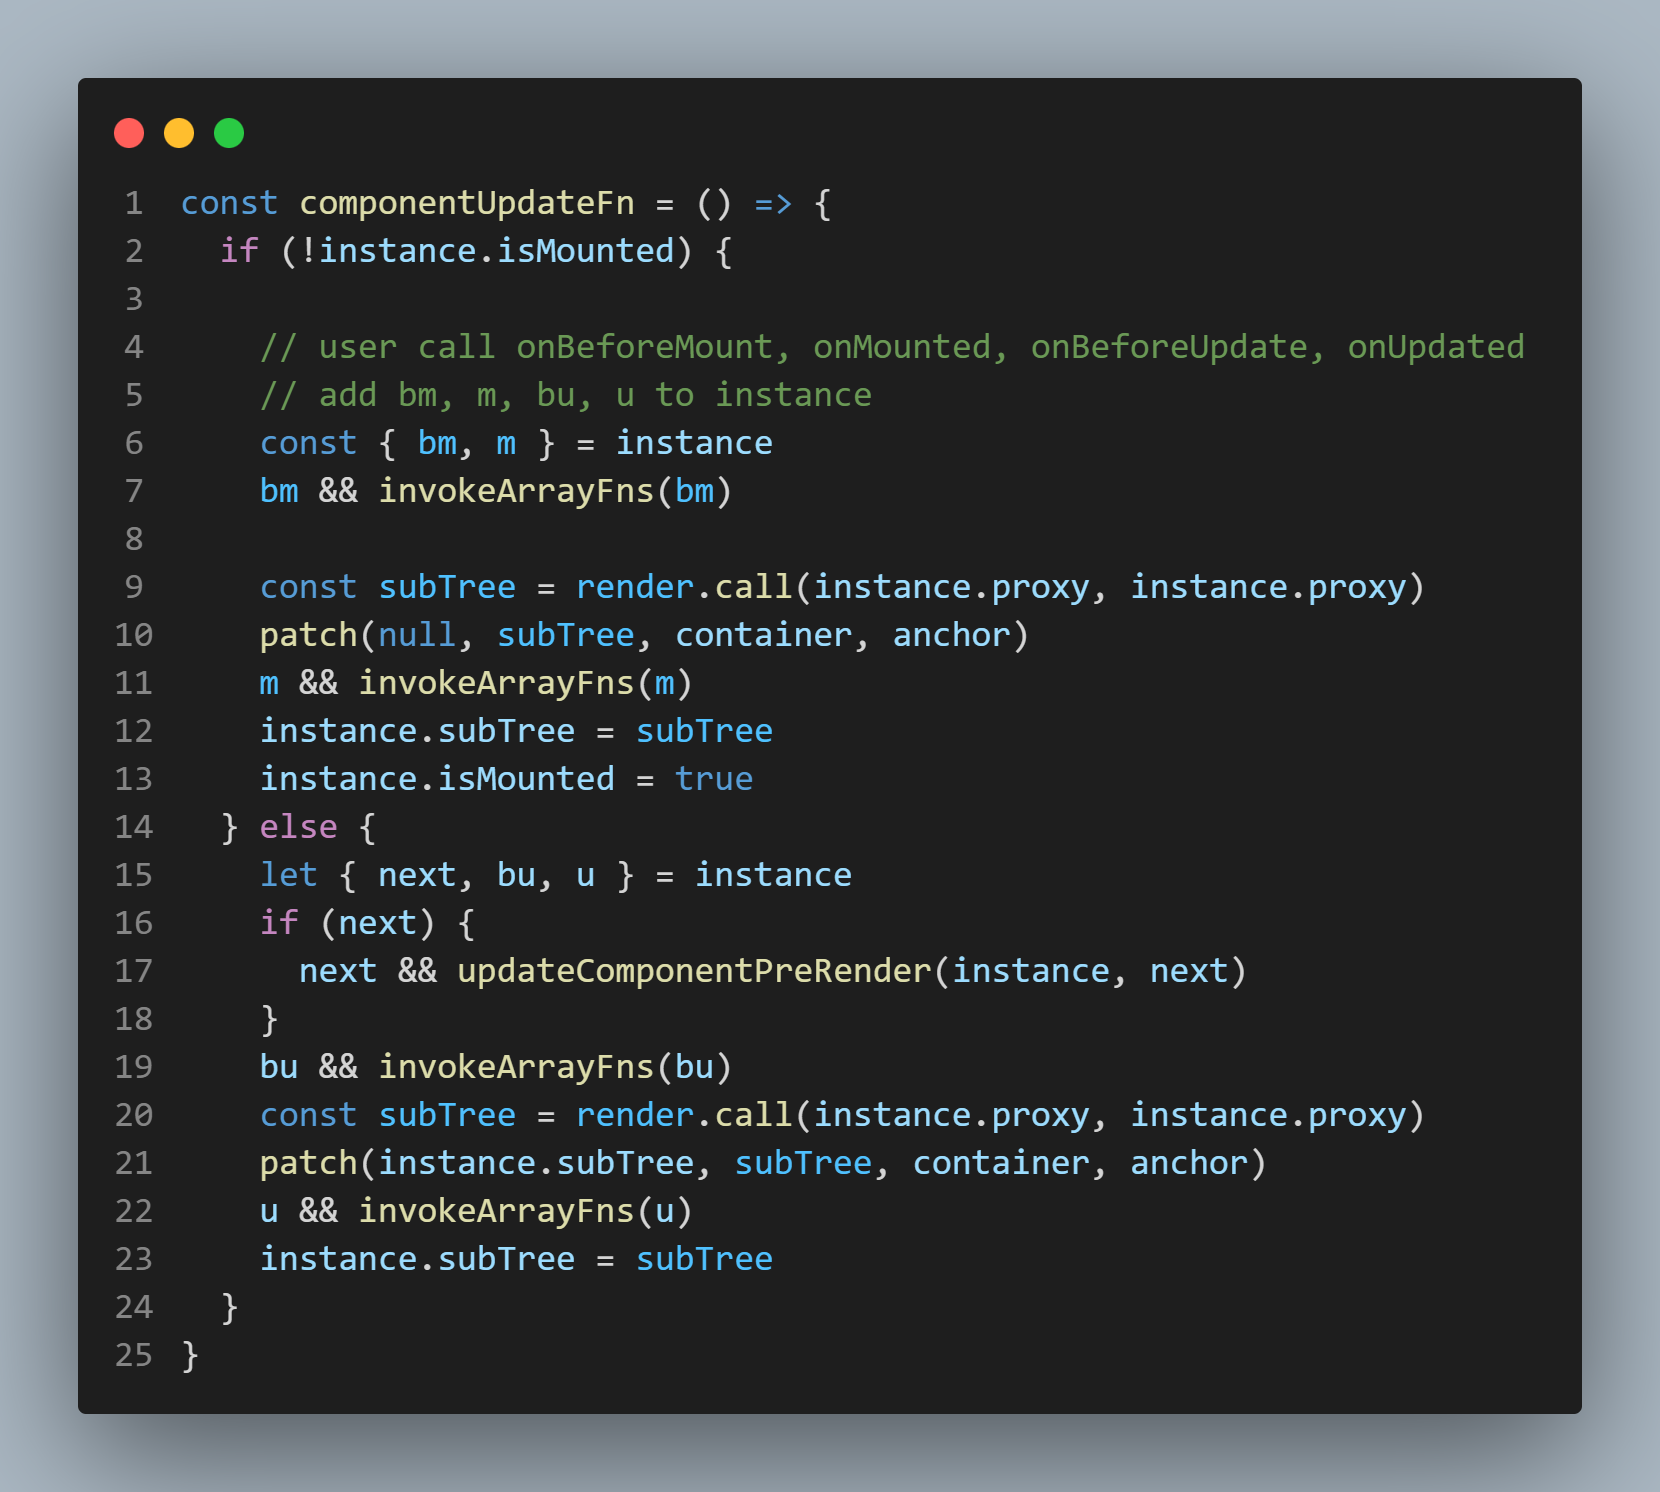 1 const componentUpdateFn = () => {
2   if (!instance.isMounted) {
3
4     // user call onBeforeMount, onMounted, onBeforeUpdate, onUpdated
5     // add bm, m, bu, u to instance
6     const { bm, m } = instance
7     bm && invokeArrayFns(bm)
8
9     const subTree = render.call(instance.proxy, instance.proxy)
10     patch(null, subTree, container, anchor)
11     m && invokeArrayFns(m)
12     instance.subTree = subTree
13     instance.isMounted = true
14   } else {
15     let { next, bu, u } = instance
16     if (next) {
17       next && updateComponentPreRender(instance, next)
18     }
19     bu && invokeArrayFns(bu)
20     const subTree = render.call(instance.proxy, instance.proxy)
21     patch(instance.subTree, subTree, container, anchor)
22     u && invokeArrayFns(u)
23     instance.subTree = subTree
24   }
25 }